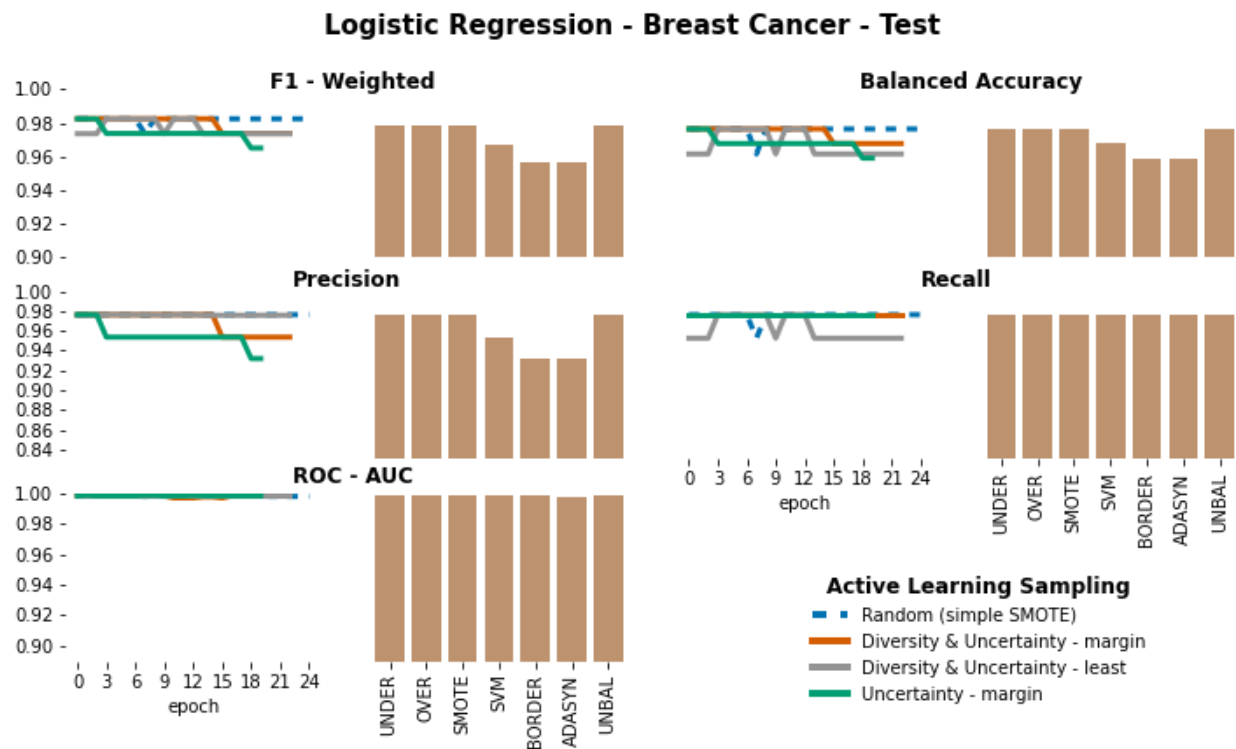 Logistic Regression - Breast Cancer - Test
F1 - Weighted
1.00
0.98
0.96
0.94
0.92
0.90
Balanced Accuracy
Precision
1.00
0.98
0.96
0.94
0.92
0.90
0.88
0.86
0.84
Recall
0 3 6 9 12 15 18 21 24
epoch
UNDER
OVER
SMOTE
SVM
BORDER
ADASYN
UNBAL
ROC - AUC
1.00
0.98
0.96
0.94
0.92
0.90
0 3 6 9 12 15 18 21 24
epoch
UNDER
OVER
SMOTE
SVM
BORDER
ADASYN
UNBAL
Active Learning Sampling
Random (simple SMOTE)
Diversity & Uncertainty - margin
Diversity & Uncertainty - least
Uncertainty - margin